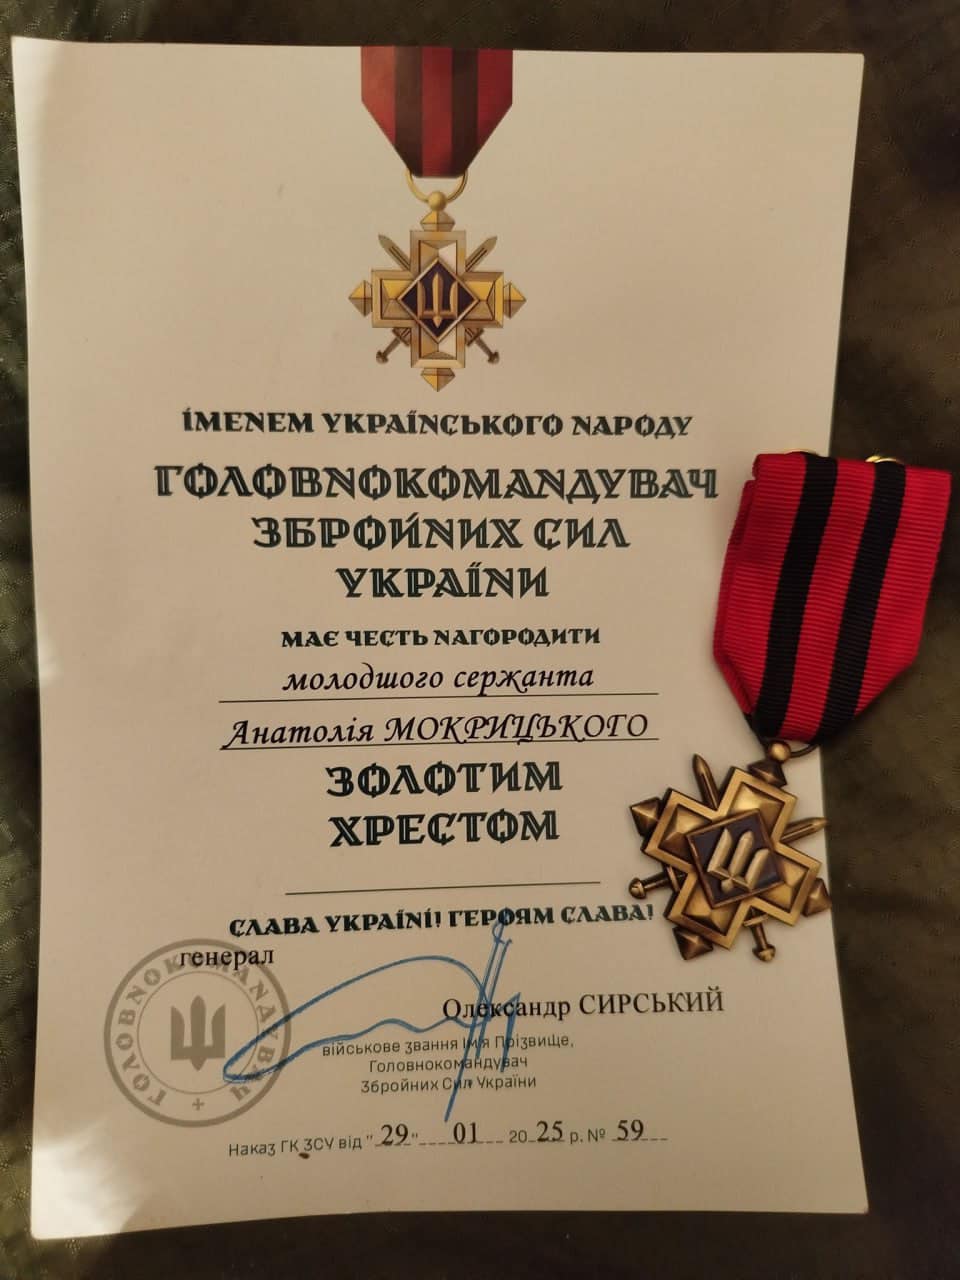 ІМЕНЕМ УКРАЇНСЬКОГО НАРОДУ
ГОЛОВНОКОМАНДУВАЧ
ЗБРОЙНИХ СИЛ
УКРАЇНИ
МАЄ ЧЕСТЬ НАГОРОДИТИ
молодшого сержанта
Анатолія МОКРИЦЬКОГО
ЗОЛОТИМ
ХРЕСТОМ
СЛАВА УКРАЇНІ! ГЕРОЯМ СЛАВА!
генерал
ГОЛОВНОКОМАНДУВАЧ
Олександр СИРСЬКИЙ
військове звання Ім'я Прізвище,
Головнокомандувач
Збройних Сил України
Наказ ГК ЗСУ від "29" 01 2025 р. № 59